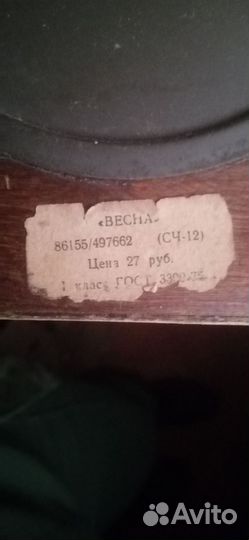 «ВЕСНА»
86155/497662 (СЧ-12)
Цена 27 руб.
1 класс ГОСТ
Avito